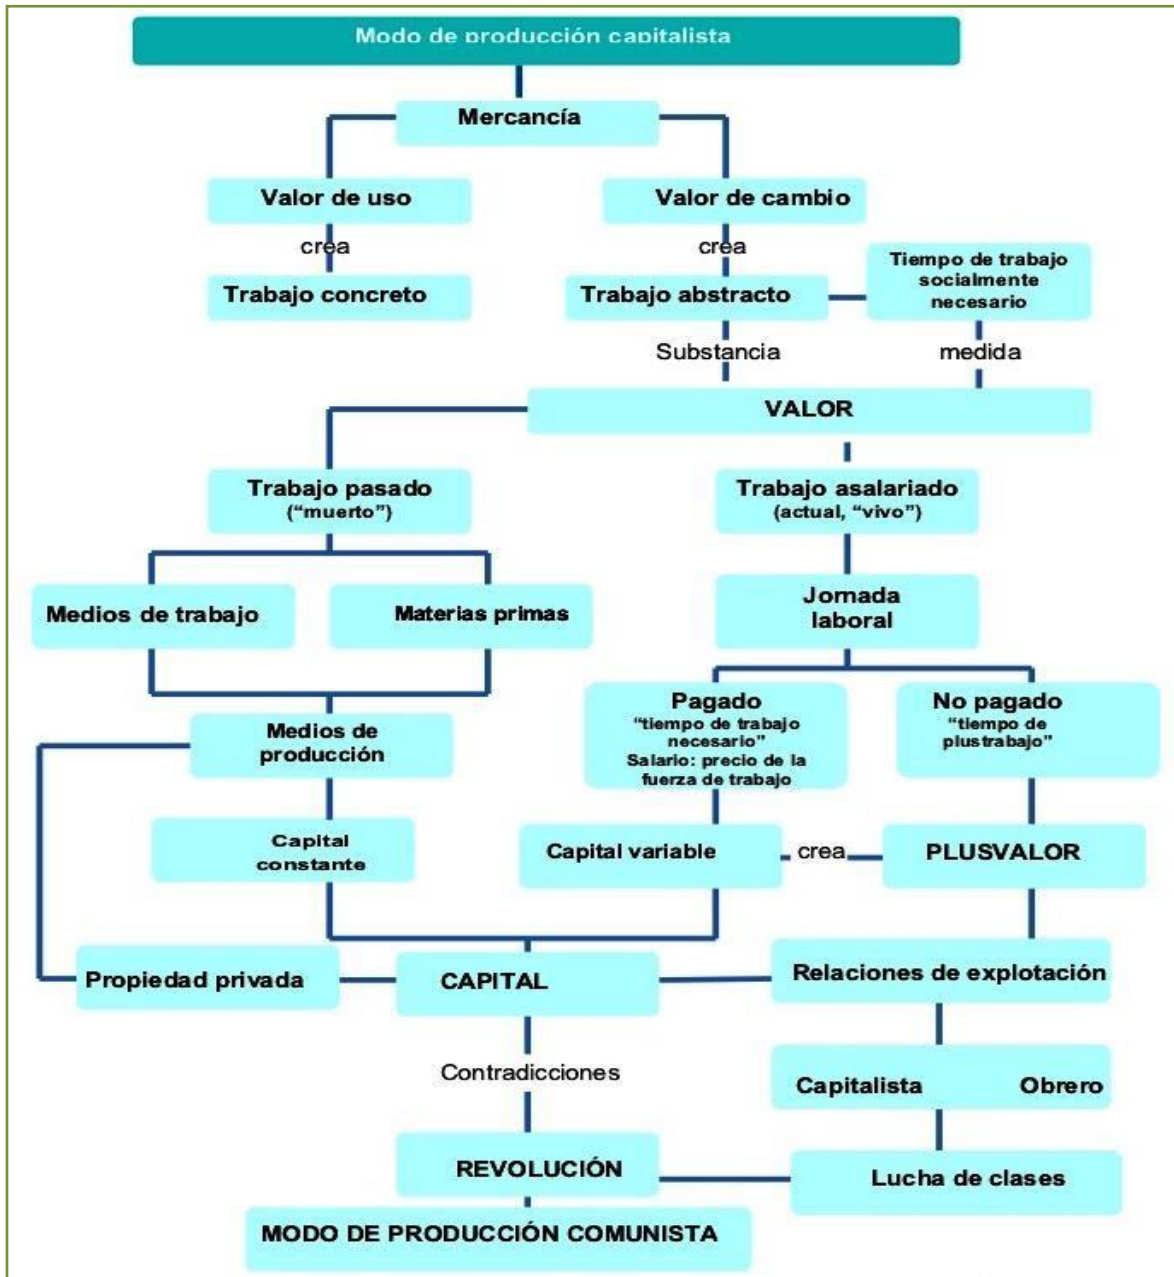 Modo de producción capitalista
Mercancía
Valor de uso
Valor de cambio
crea
crea
Tiempo de trabajo
socialmente
necesario
Trabajo concreto
Trabajo abstracto
Substancia
medida
VALOR
Trabajo pasado
(“muerto”)
Trabajo asalariado
(actual, “vivo”)
Medios de trabajo
Materias primas
Jornada
laboral
Pagado
“tiempo de trabajo
necesario”
Salario: precio de la
fuerza de trabajo
No pagado
“tiempo de
plustrabajo”
Medios de
producción
Capital
constante
Capital variable
crea
PLUSVALOR
Propiedad privada
CAPITAL
Relaciones de explotación
Contradicciones
Capitalista
Obrero
REVOLUCIÓN
Lucha de clases
MODO DE PRODUCCIÓN COMUNISTA